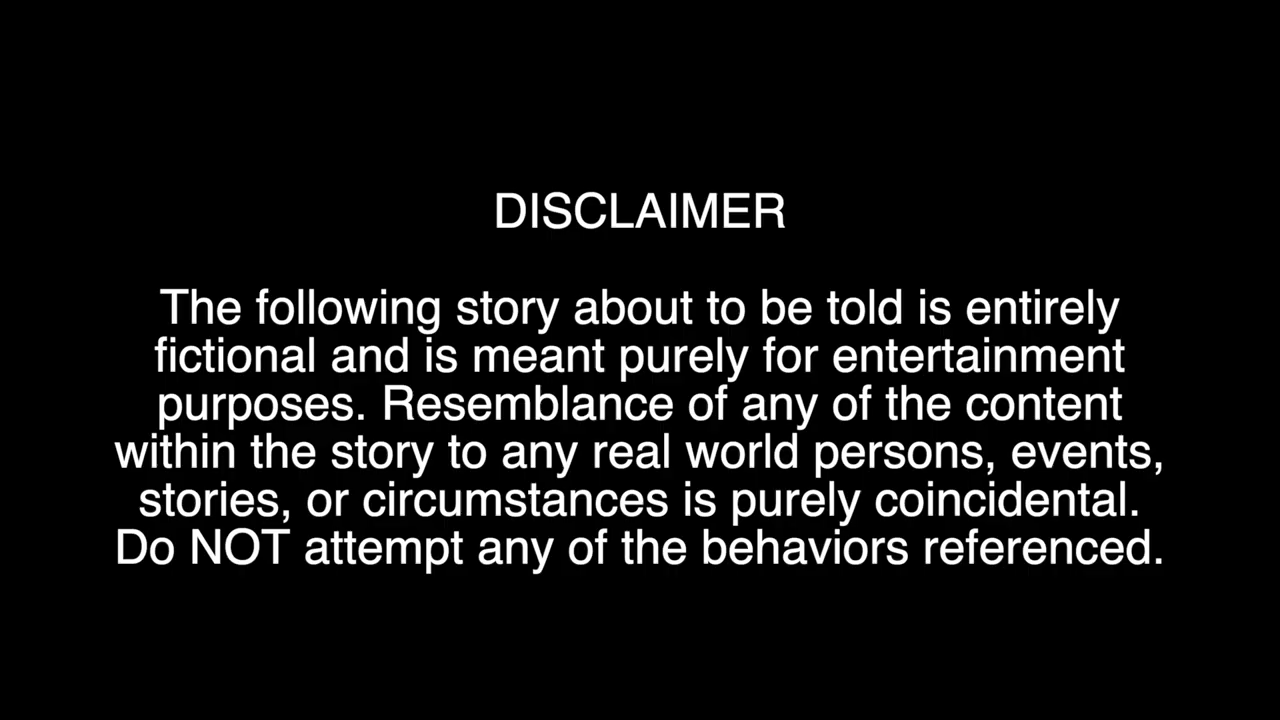 DISCLAIMER
The following story about to be told is entirely
fictional and is meant purely for entertainment
purposes. Resemblance of any of the content
within the story to any real world persons, events,
stories, or circumstances is purely coincidental.
Do NOT attempt any of the behaviors referenced.